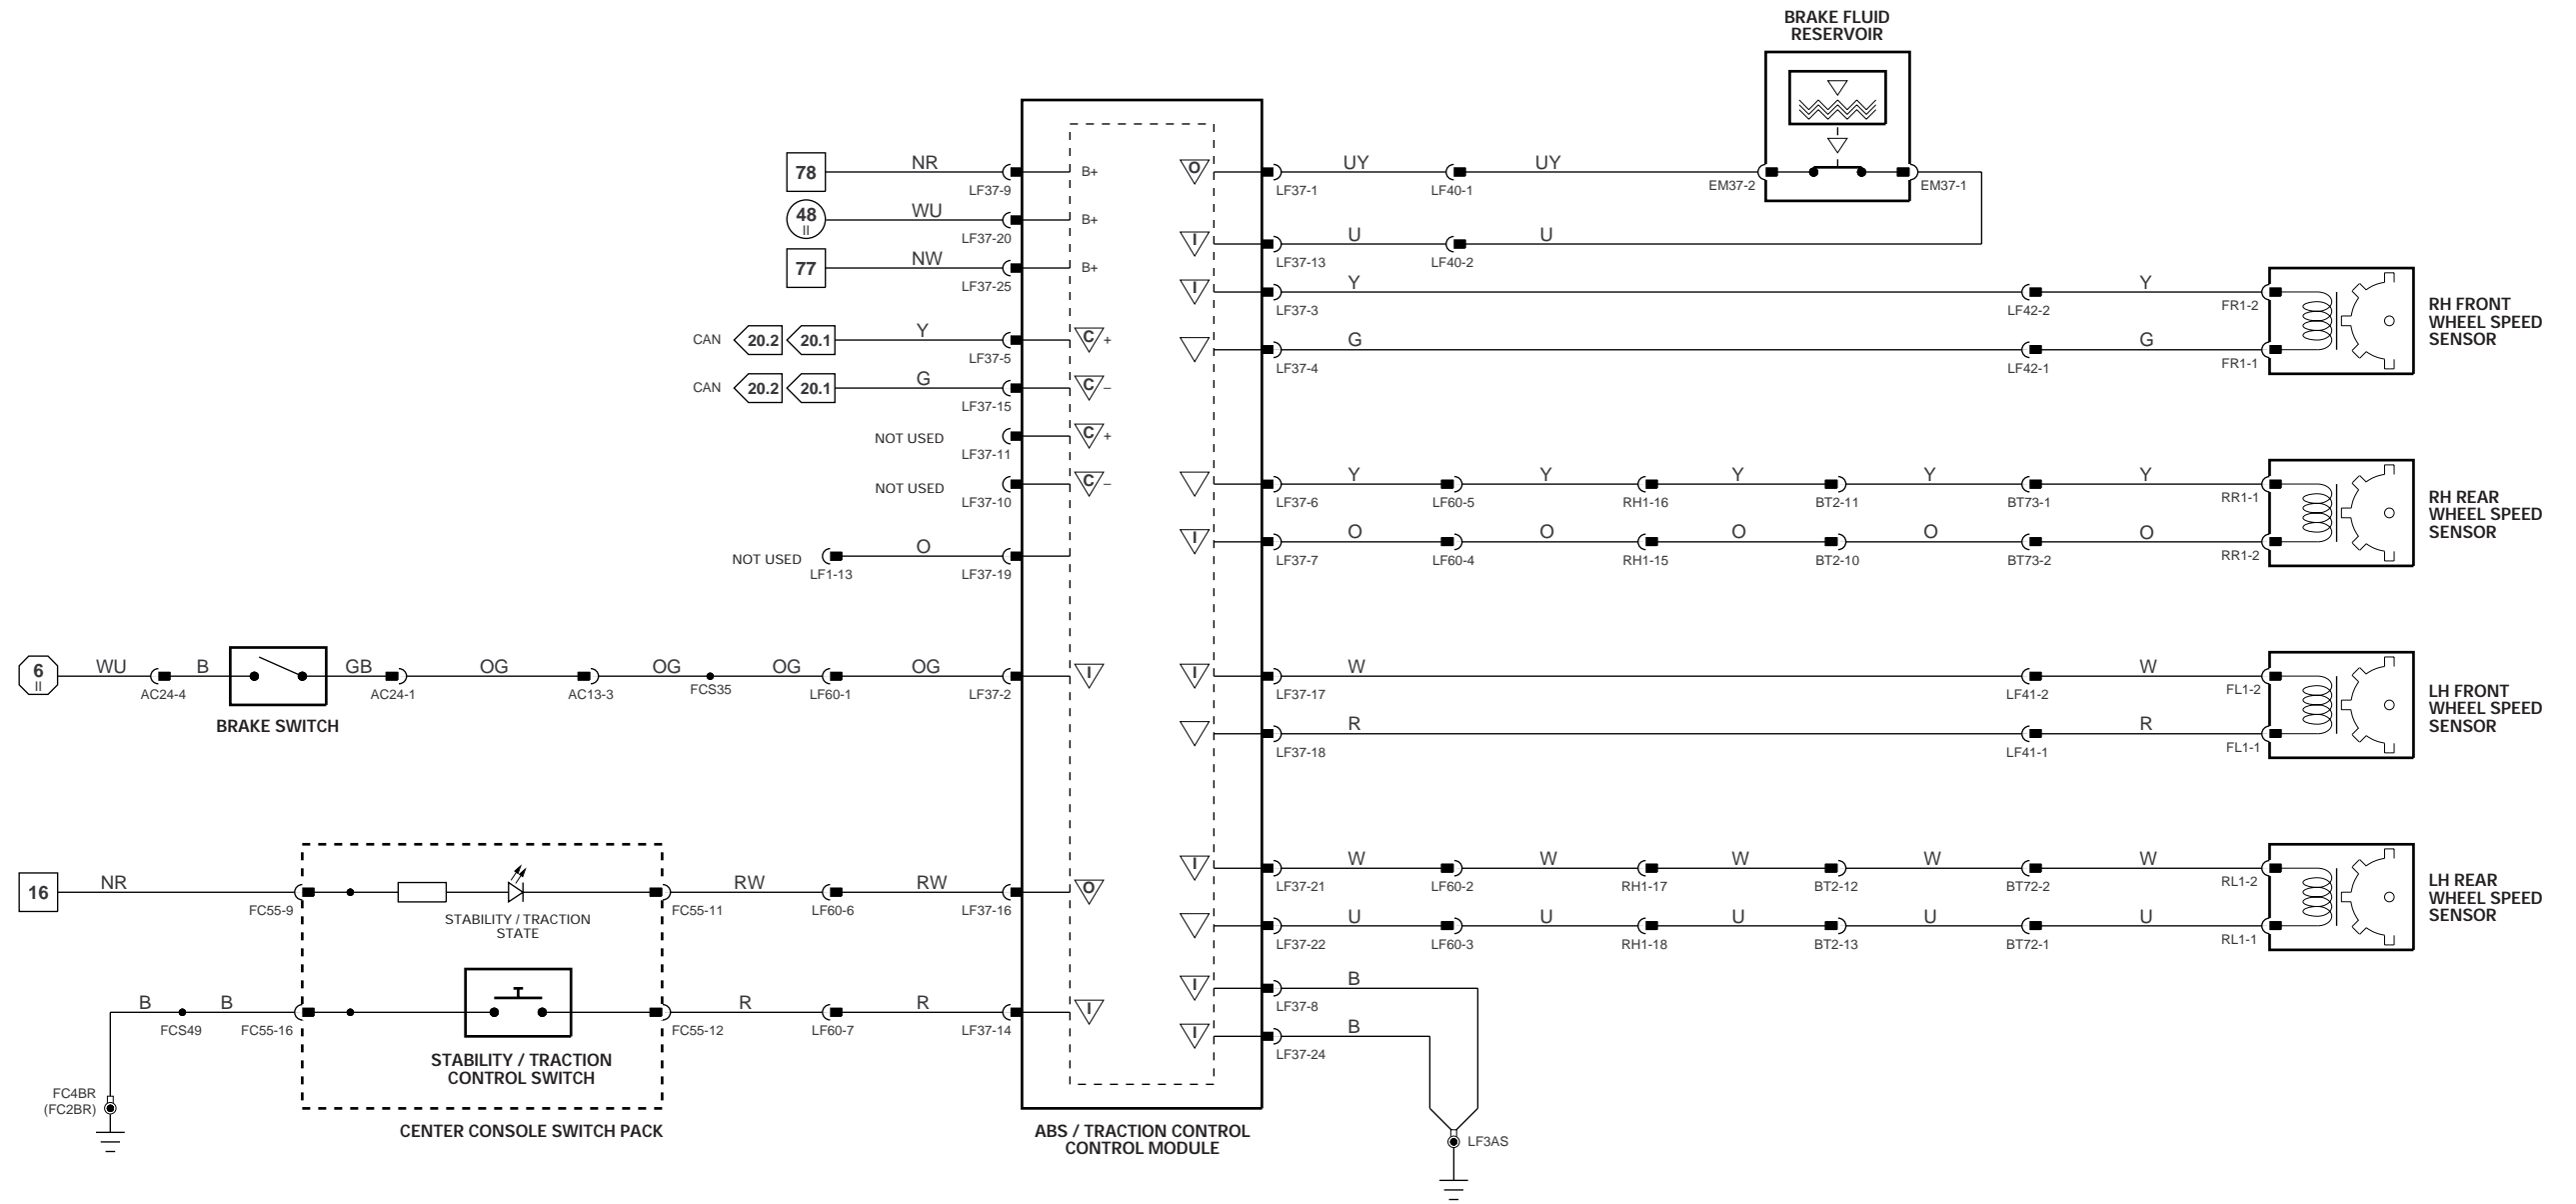 BRAKE FLUID
RESERVOIR
78 NR LF37-9 B+
48 II WU LF37-20 B+
77 NW LF37-25 B+
CAN 20.2 20.1 Y LF37-5 C +
CAN 20.2 20.1 G LF37-15 C –
NOT USED LF37-11 C +
NOT USED LF37-10 C –
NOT USED LF1-13 O LF37-19
6 II WU AC24-4 B GB AC24-1 OG AC13-3 OG FCS35 OG LF60-1 OG LF37-2 I
BRAKE SWITCH
16 NR FC55-9 FC55-11 RW LF60-6 RW LF37-16 O
STABILITY / TRACTION
STATE
B FCS49 B FC55-16 FC55-12 R LF60-7 R LF37-14 I
STABILITY / TRACTION
CONTROL SWITCH
FC4BR
(FC2BR)
CENTER CONSOLE SWITCH PACK
O LF37-1 UY LF40-1 UY EM37-2 EM37-1
I LF37-13 U LF40-2 U
I LF37-3 Y LF42-2 Y FR1-2
LF37-4 G LF42-1 G FR1-1
RH FRONT
WHEEL SPEED
SENSOR
LF37-6 Y LF60-5 Y RH1-16 Y BT2-11 Y BT73-1 Y RR1-1
I LF37-7 O LF60-4 O RH1-15 O BT2-10 O BT73-2 O RR1-2
RH REAR
WHEEL SPEED
SENSOR
I LF37-17 W LF41-2 W FL1-2
LF37-18 R LF41-1 R FL1-1
LH FRONT
WHEEL SPEED
SENSOR
I LF37-21 W LF60-2 W RH1-17 W BT2-12 W BT72-2 W RL1-2
LF37-22 U LF60-3 U RH1-18 U BT2-13 U BT72-1 U RL1-1
LH REAR
WHEEL SPEED
SENSOR
I LF37-8 B
I LF37-24 B
LF3AS
ABS / TRACTION CONTROL
CONTROL MODULE